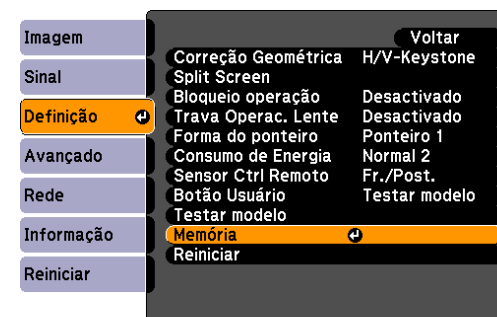 Imagem
Sinal
Definição
Avançado
Rede
Informação
Reiniciar
Voltar
Correção Geométrica H/V-Keystone
Split Screen
Bloqueio operação Desactivado
Trava Operac. Lente Desactivado
Forma do ponteiro Ponteiro 1
Consumo de Energia Normal 2
Sensor Ctrl Remoto Fr./Post.
Botão Usuário Testar modelo
Testar modelo
Memória
Reiniciar